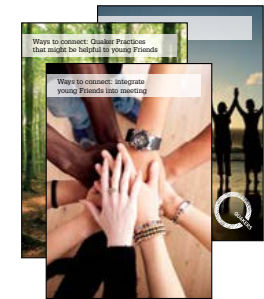 Ways to connect: Quaker Practices
that might be helpful to young Friends
Ways to connect: integrate
young Friends into meeting
QUAKERS